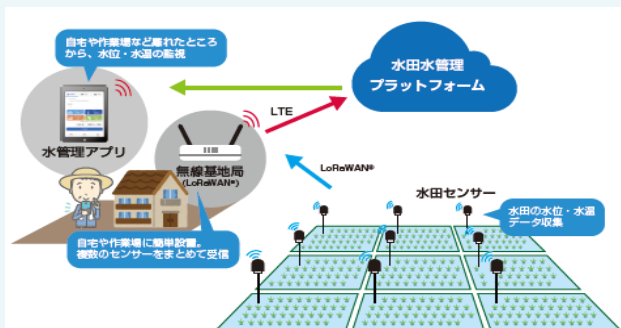 自宅や作業場など離れたところ
から、水位・水温の監視
水田水管理
プラットフォーム
LTE
水管理アプリ
無線基地局
(LoRaWAN®)
LoRaWAN®
水田センサー
水田の水位・水温
データ収集
自宅や作業場に簡単設置。
複数のセンサーをまとめて受信